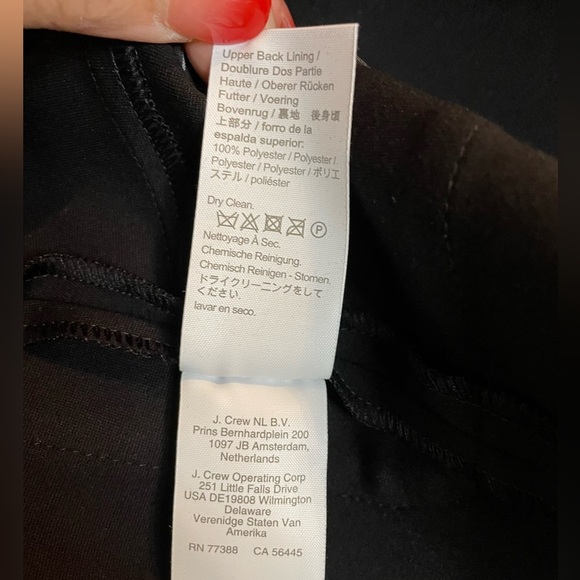 Upper Back Lining /
Doublure Dos Partie
Haute / Oberer Rücken
Futter / Voering
Bovenrug / 裏地 後身頃
上部分 / forro de la
espalda superior:
100% Polyester / Polyester /
Polyester / Polyester / ポリエ
ステル / poliéster
Dry Clean.
P
Nettoyage À Sec.
Chemische Reinigung.
Chemisch Reinigen - Stomen.
ドライクリーニングをして
ください.
lavar en seco.
J. Crew NL B.V.
Prins Bernhardplein 200
1097 JB Amsterdam,
Netherlands
J. Crew Operating Corp
251 Little Falls Drive
USA DE19808 Wilmington
Delaware
Verenidge Staten Van
Amerika
RN 77388 CA 56445